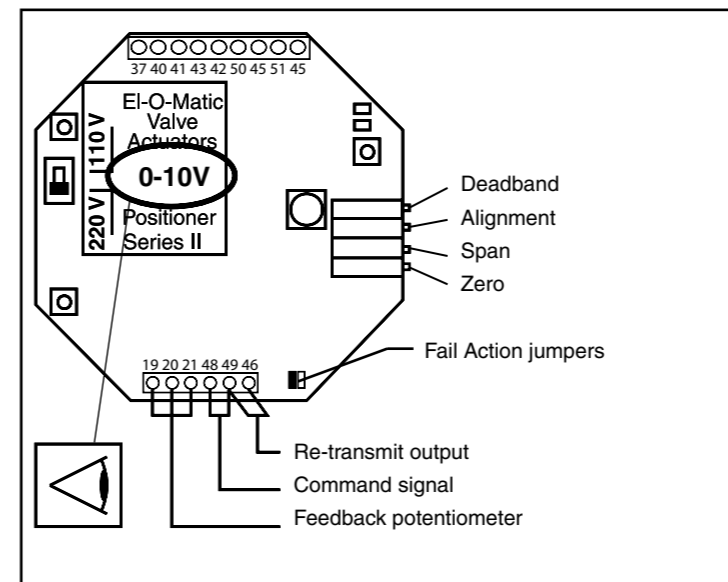 37 40 41 43 42 50 45 51 45
El-O-Matic
Valve
Actuators
0-10V
Positioner
Series II
110 V
220 V
Deadband
Alignment
Span
Zero
Fail Action jumpers
19 20 21 48 49 46
Re-transmit output
Command signal
Feedback potentiometer